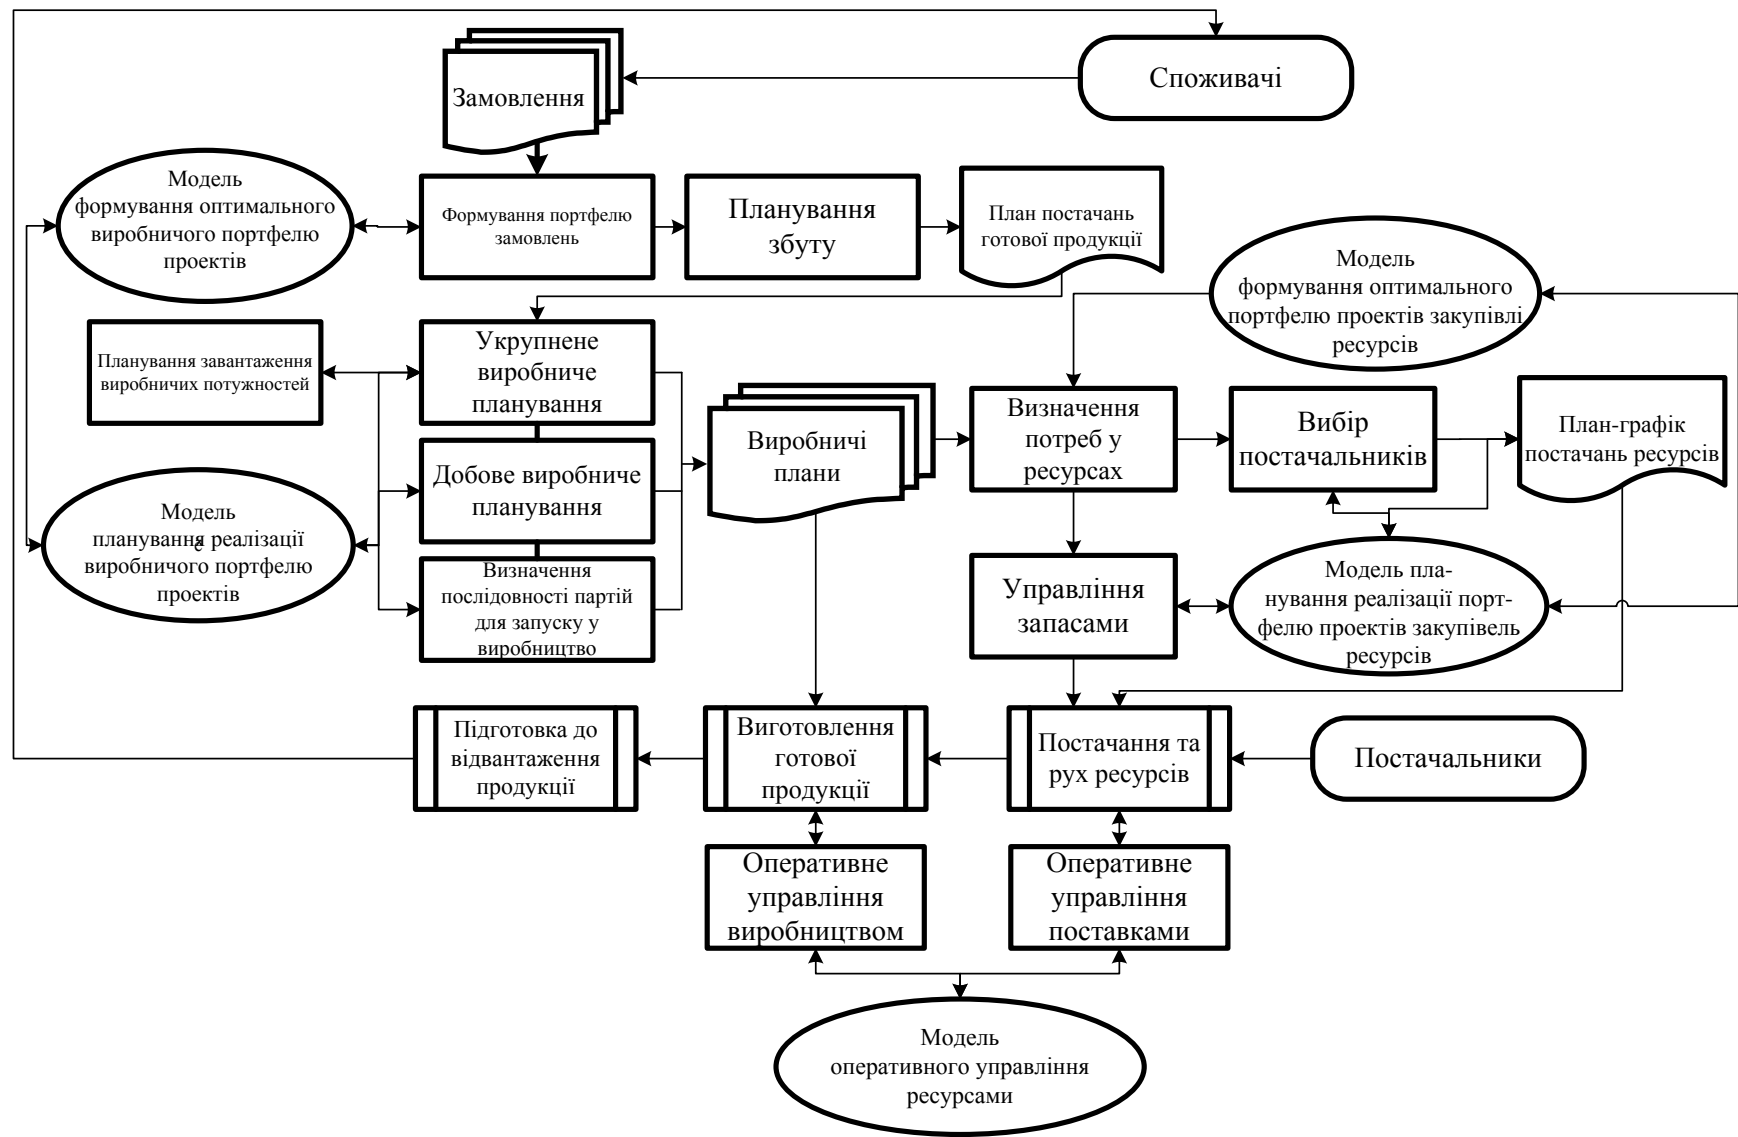 Споживачі
Замовлення
Модель
формування оптимального
виробничого портфелю
проектів
Формування портфелю
замовлень
Планування
збуту
План постачань
готової продукції
Модель
формування оптимального
портфелю проектів закупівлі
ресурсів
Планування завантаження
виробничих потужностей
Укрупнене
виробниче
планування
Виробничі
плани
Визначення
потреб у
ресурсах
Вибір
постачальників
План-графік
постачань ресурсів
Добове виробниче
планування
Модель
планування реалізації
виробничого портфелю
проектів
є
Визначення
послідовності партій
для запуску у
виробництво
Управління
запасами
Модель пла-
нування реалізації порт-
фелю проектів закупівель
ресурсів
Підготовка до
відвантаження
продукції
Виготовлення
готової
продукції
Постачання та
рух ресурсів
Постачальники
Оперативне
управління
виробництвом
Оперативне
управління
поставками
Модель
оперативного управління
ресурсами